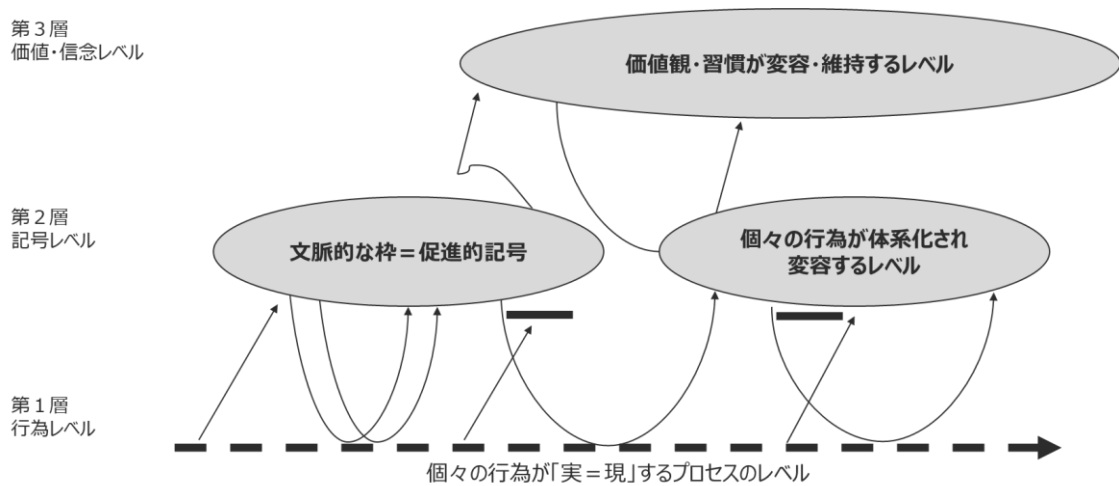 第３層
価値・信念レベル
価値観・習慣が変容・維持するレベル
第２層
記号レベル
文脈的な枠＝促進的記号
個々の行為が体系化され
変容するレベル
第１層
行為レベル
個々の行為が「実＝現」するプロセスのレベル